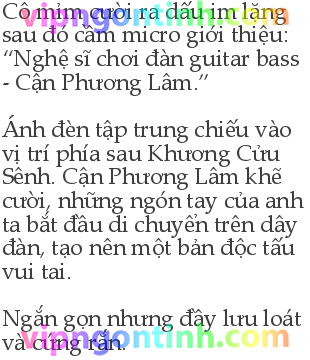 Cô mỉm cười ra dấu im lặng
sau đó cầm micro giới thiệu:
“Nghệ sĩ chơi đàn guitar bass
- Cận Phương Lâm.”
Ánh đèn tập trung chiếu vào
vị trí phía sau Khương Cửu
Sênh. Cận Phương Lâm khẽ
cười, những ngón tay của anh
ta bắt đầu di chuyển trên dây
đàn, tạo nên một bản độc tấu
vui tai.
Ngắn gọn nhưng đầy lưu loát
và cứng rắn.
vipngontinh.com
vipngontinh.com